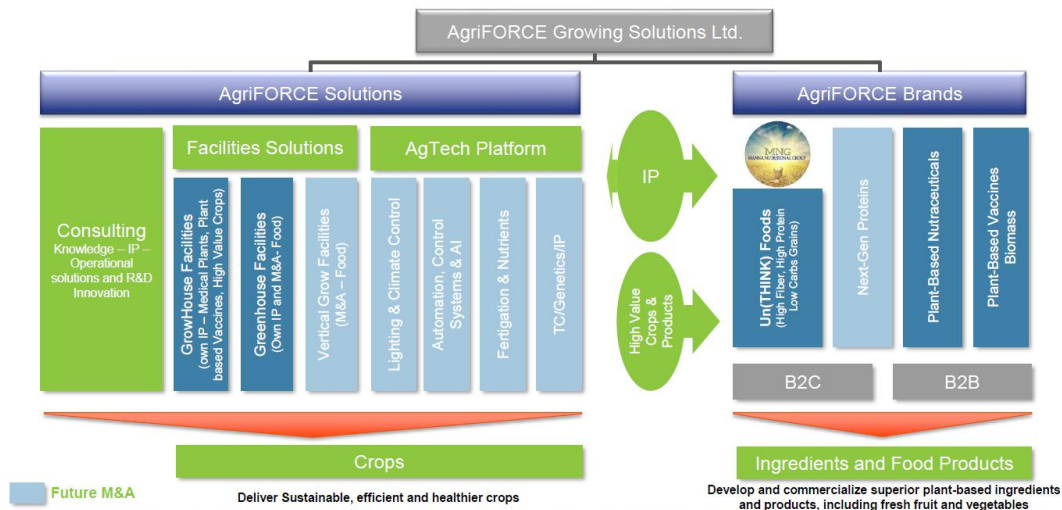 AgriFORCE Growing Solutions Ltd.
AgriFORCE Solutions
AgriFORCE Brands
Consulting
Knowledge – IP –
Operational
solutions and R&D
Innovation
Facilities Solutions
AgTech Platform
GrowHouse Facilities
(own IP – Medical Plants, Plant
based Vaccines, High Value Crops)
Greenhouse Facilities
(Own IP and M&A- Food)
Vertical Grow Facilities
(M&A – Food)
Lighting & Climate Control
Automation, Control
Systems & AI
Fertigation & Nutrients
TC/Genetics/IP
IP
High Value
Crops &
Products
MNG
MANNA NUTRITIONAL GROUP
Un(THINK) Foods
(High Fiber, High Protein
Low Carbs Grains)
Next-Gen Proteins
Plant-Based Nutraceuticals
Plant-Based Vaccines
Biomass
B2C
B2B
Crops
Ingredients and Food Products
Future M&A
Deliver Sustainable, efficient and healthier crops
Develop and commercialize superior plant-based ingredients
and products, including fresh fruit and vegetables